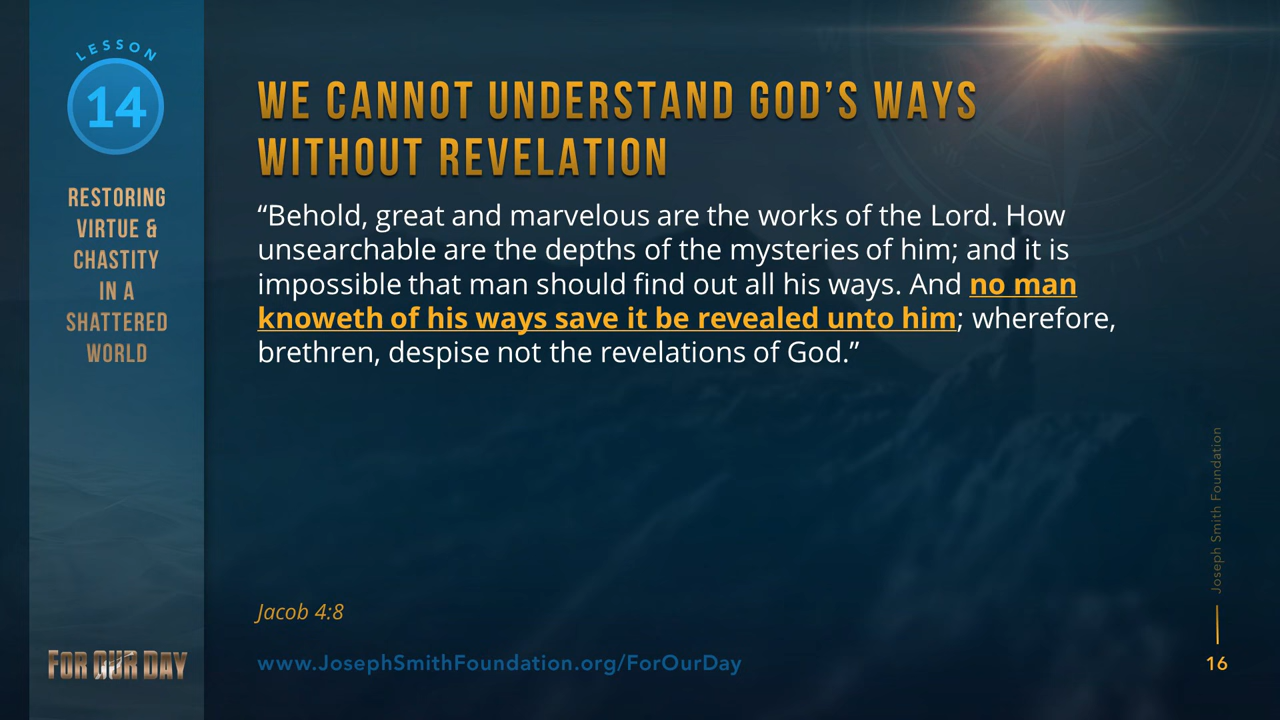 LESSON
14
RESTORING
VIRTUE &
CHASTITY
IN A
SHATTERED
WORLD
FOR OUR DAY
WE CANNOT UNDERSTAND GOD’S WAYS
WITHOUT REVELATION
“Behold, great and marvelous are the works of the Lord. How
unsearchable are the depths of the mysteries of him; and it is
impossible that man should find out all his ways. And no man
knoweth of his ways save it be revealed unto him; wherefore,
brethren, despise not the revelations of God.”
Jacob 4:8
www.JosephSmithFoundation.org/ForOurDay
Joseph Smith Foundation
16